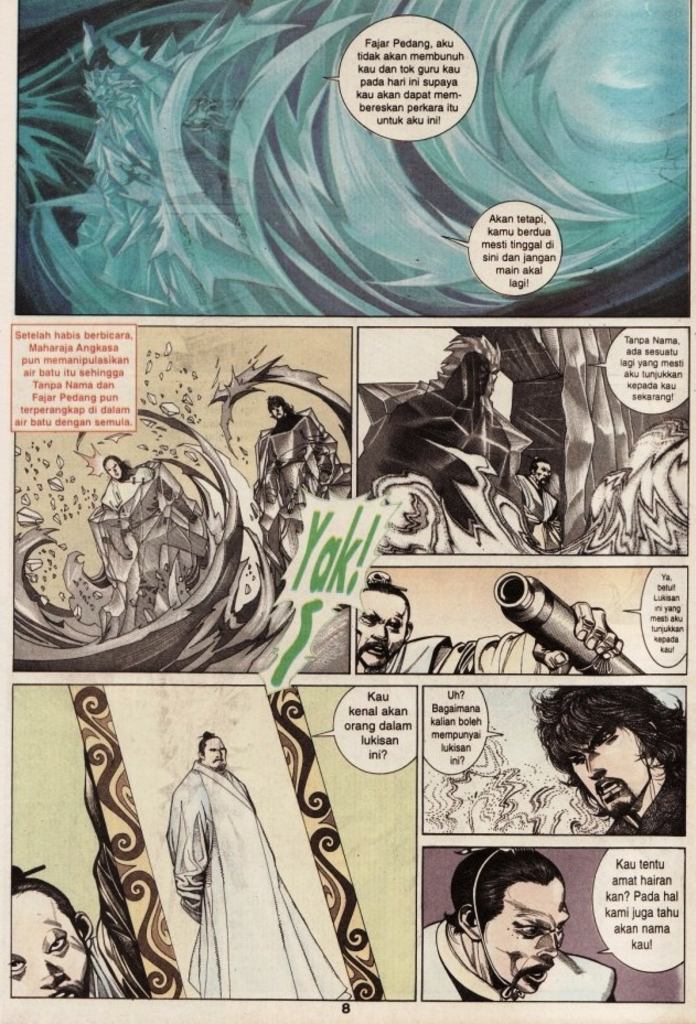 Fajar Pedang, aku
tidak akan membunuh
kau dan tok guru kau
pada hari ini supaya
kau akan dapat mem-
bereskan perkara itu
untuk aku ini!
Akan tetapi,
kamu berdua
mesti tinggal di
sini dan jangan
main akal
lagi!
Setelah habis berbicara,
Maharaja Angkasa
pun memanipulasikan
air batu itu sehingga
Tanpa Nama dan
Fajar Pedang pun
terperangkap di dalam
air batu dengan semula.
Tanpa Nama,
ada sesuatu
lagi yang mesti
aku tunjukkan
kepada kau
sekarang!
Yak!
Ya,
betul!
Lukisan
ini yang
mesti aku
tunjukkan
kepada
kau!
Kau
kenal akan
orang dalam
lukisan
ini?
Uh?
Bagaimana
kalian boleh
mempunyai
lukisan
ini?
Kau tentu
amat hairan
kan? Pada hal
kami juga tahu
akan nama
kau!
8